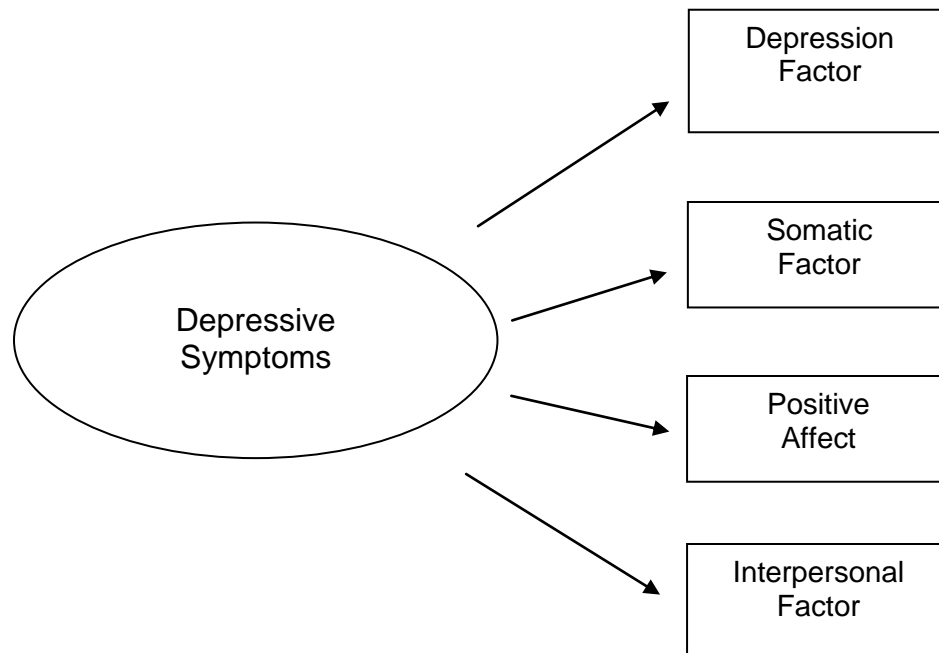 Depression
Factor
Somatic
Factor
Depressive
Symptoms
Positive
Affect
Interpersonal
Factor